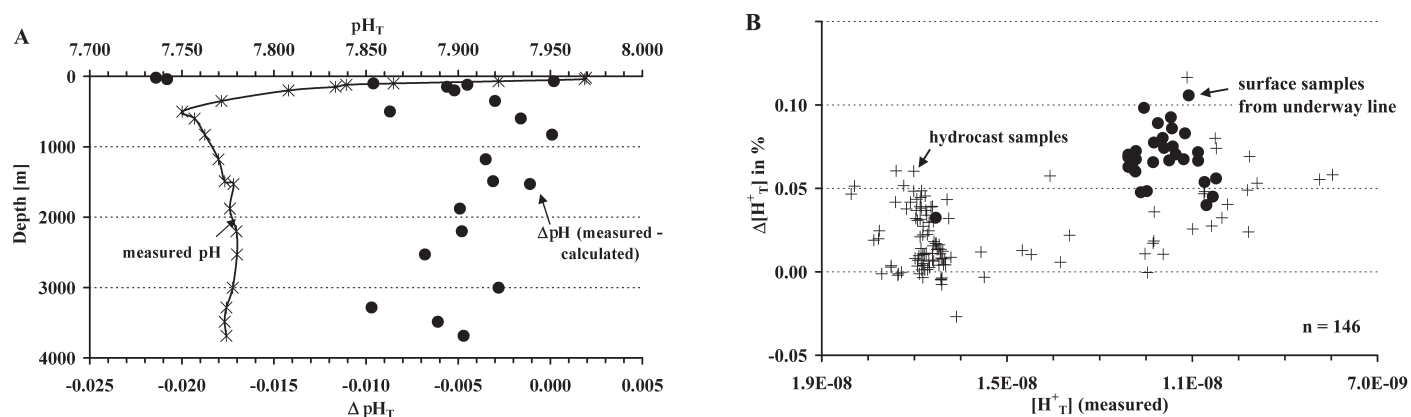 A
pH_T
7.700 7.750 7.800 7.850 7.900 7.950 8.000
0
1000
2000
3000
4000
Depth [m]
measured pH
ΔpH (measured -
calculated)
-0.025 -0.020 -0.015 -0.010 -0.005 0.000 0.005
Δ pH_T
B
0.15
0.10
0.05
0.00
-0.05
Δ[H⁺_T] in %
surface samples
from underway line
hydrocast samples
n = 146
1.9E-08 1.5E-08 1.1E-08 7.0E-09
[H⁺_T] (measured)